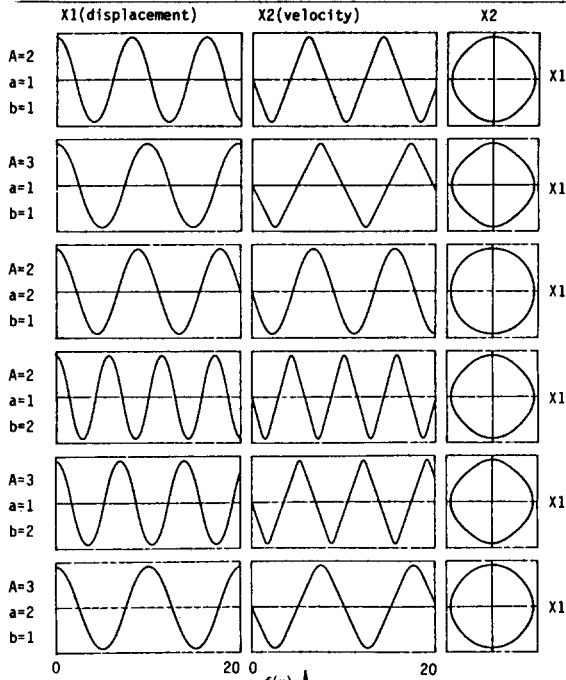 X1(displacement) X2(velocity) X2
A=2
a=1 X1
b=1
A=3
a=1 X1
b=1
A=2
a=2 X1
b=1
A=2
a=1 X1
b=2
A=3
a=1 X1
b=2
A=3
a=2 X1
b=1
0 20 0 20